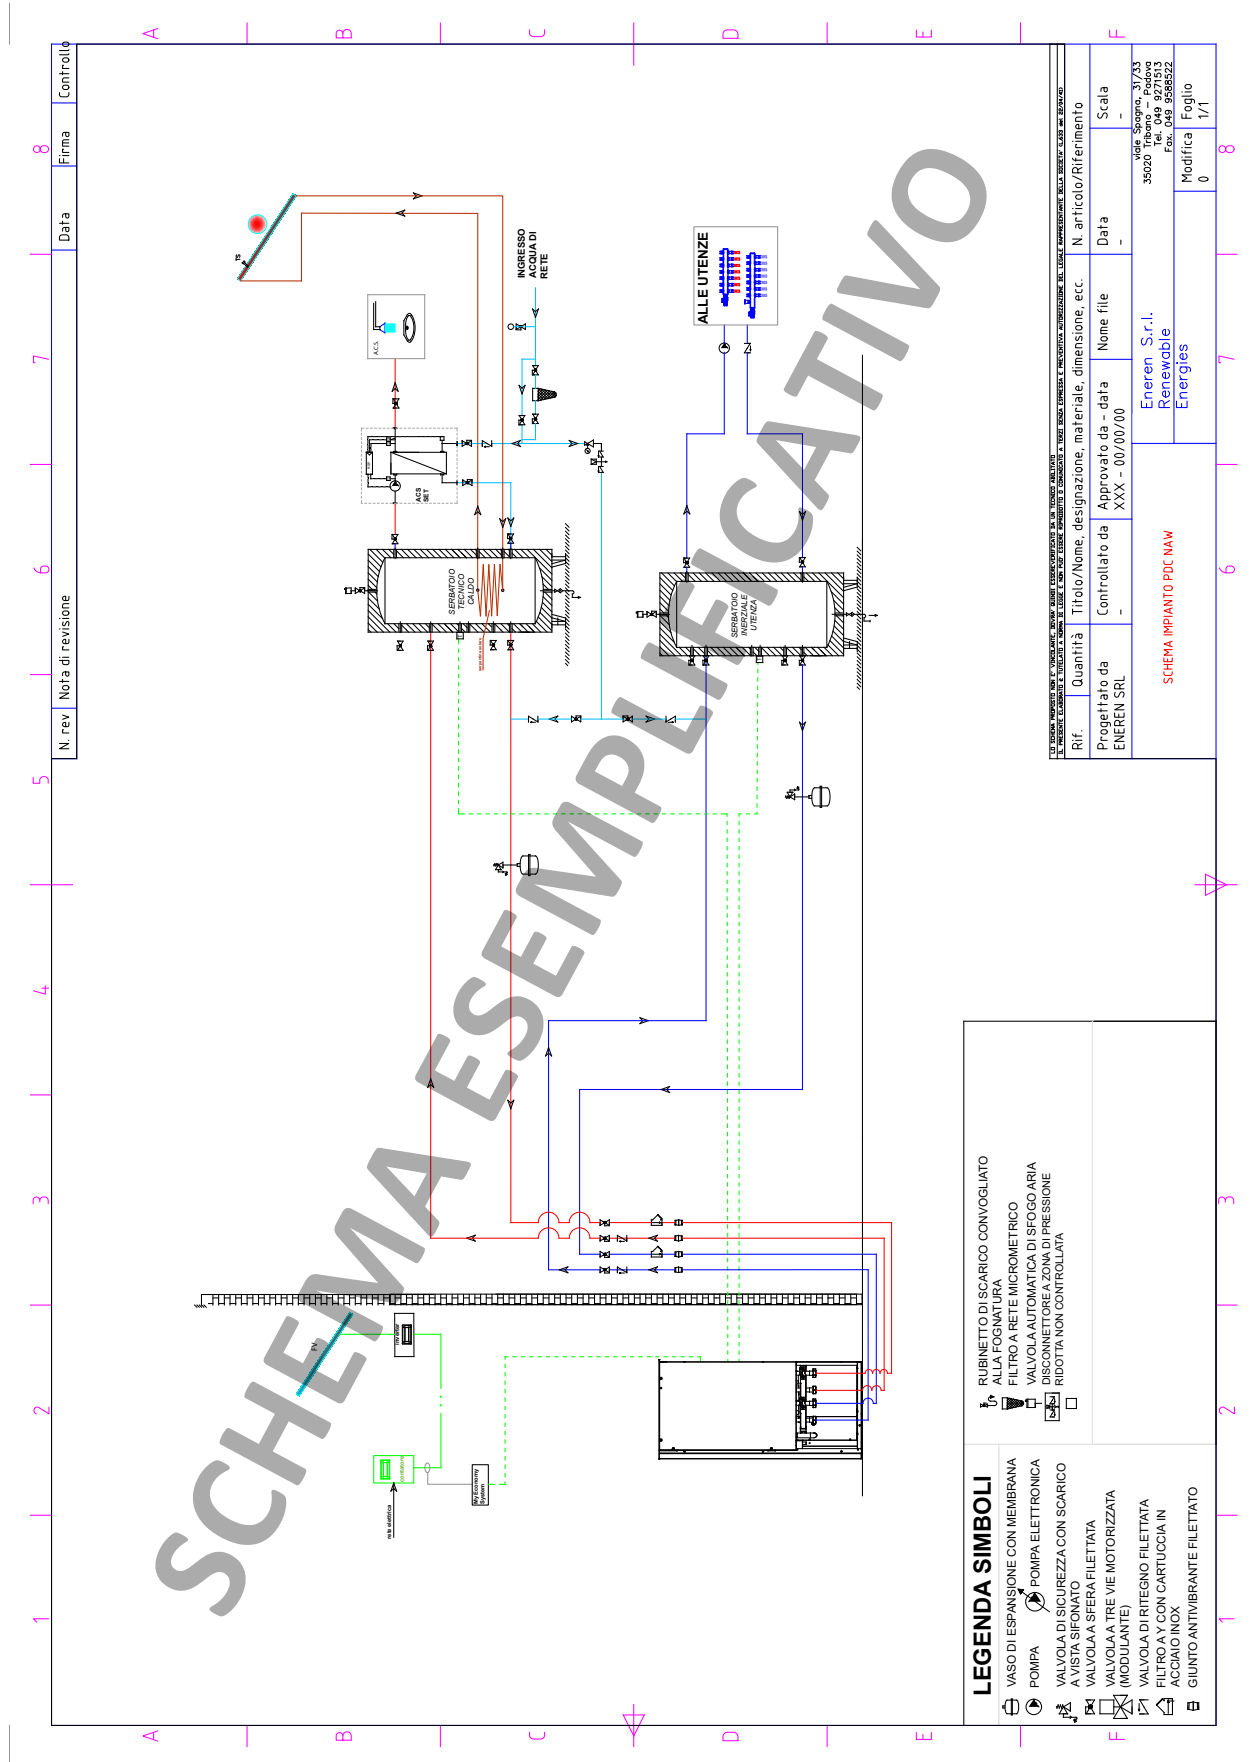 SCHEMA ESEMPLIFICATIVO
A
B
C
D
E
F
1
2
3
4
5
6
7
8
N. rev
Nota di revisione
Data
Firma
Controllo
TS
A.C.S.
INGRESSO
ACQUA DI
RETE
ALLE UTENZE
ACS
SET
SERBATOIO
TECNICO
CALDO
SERBATOIO
INERZIALE
UTENZA
FV
inverter
contatore
rete elettrica
My Economy
System
LEGENDA SIMBOLI
VASO DI ESPANSIONE CON MEMBRANA
POMPA
POMPA ELETTRONICA
VALVOLA DI SICUREZZA CON SCARICO
A VISTA SIFONATO
VALVOLA A SFERA FILETTATA
VALVOLA A TRE VIE MOTORIZZATA
(MODULANTE)
VALVOLA DI RITEGNO FILETTATA
FILTRO A Y CON CARTUCCIA IN
ACCIAIO INOX
GIUNTO ANTIVIBRANTE FILETTATO
RUBINETTO DI SCARICO CONVOGLIATO
ALLA FOGNATURA
FILTRO A RETE MICROMETRICO
VALVOLA AUTOMATICA DI SFOGO ARIA
DISCONNETTORE A ZONA DI PRESSIONE
RIDOTTA NON CONTROLLATA
Rif.
Quantità
Titolo/Nome, designazione, materiale, dimensione, ecc.
N. articolo/Riferimento
Progettato da
ENEREN SRL
Controllato da
-
Approvato da - data
XXX - 00/00/00
Nome file
Data
-
Scala
-
SCHEMA IMPIANTO PDC NAW
Eneren S.r.l.
Renewable
Energies
viale Spagna, 31/33
35020 Tribano - Padova
Tel. 049 9271513
Fax. 049 9588522
Modifica
0
Foglio
1/1